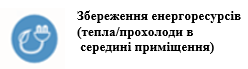 Збереження енергоресурсів
(тепла/прохолоди в
середині приміщення)